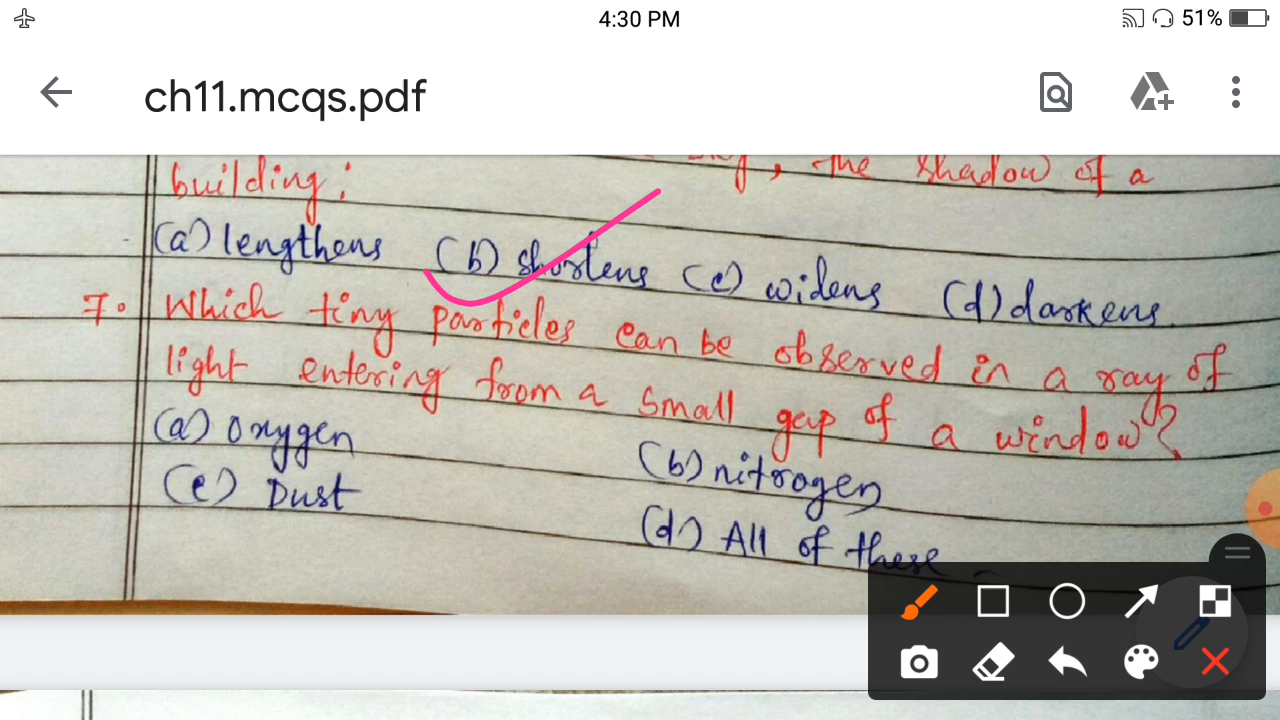 4:30 PM
51%
ch11.mcqs.pdf
, the shadow of a
building:
(a) lengthens (b) shortens (c) widens (d) darkens
7. Which tiny particles can be observed in a ray of
light entering from a small gap of a window?
(a) oxygen (b) nitrogen
(c) Dust (d) All of these